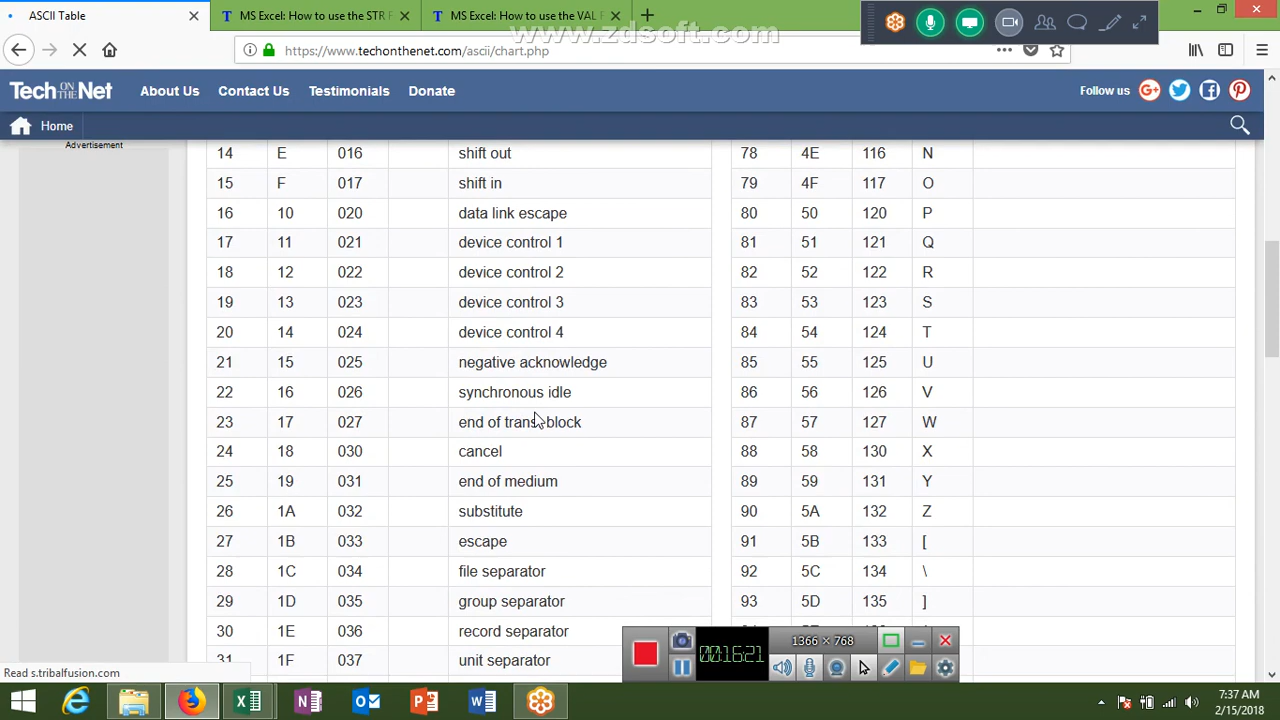 ASCII Table
MS Excel: How to use the STR F
MS Excel: How to use the VAL F
https://www.techonthenet.com/ascii/chart.php
www.zdsoft.com
Tech ON THE Net
About Us
Contact Us
Testimonials
Donate
Follow us
Home
Advertisement
14 E 016 shift out 78 4E 116 N
15 F 017 shift in 79 4F 117 O
16 10 020 data link escape 80 50 120 P
17 11 021 device control 1 81 51 121 Q
18 12 022 device control 2 82 52 122 R
19 13 023 device control 3 83 53 123 S
20 14 024 device control 4 84 54 124 T
21 15 025 negative acknowledge 85 55 125 U
22 16 026 synchronous idle 86 56 126 V
23 17 027 end of trans block 87 57 127 W
24 18 030 cancel 88 58 130 X
25 19 031 end of medium 89 59 131 Y
26 1A 032 substitute 90 5A 132 Z
27 1B 033 escape 91 5B 133 [
28 1C 034 file separator 92 5C 134 \
29 1D 035 group separator 93 5D 135 ]
30 1E 036 record separator
31 1F 037 unit separator
1366 × 768
00:16:21
Read s.tribalfusion.com
7:37 AM
2/15/2018